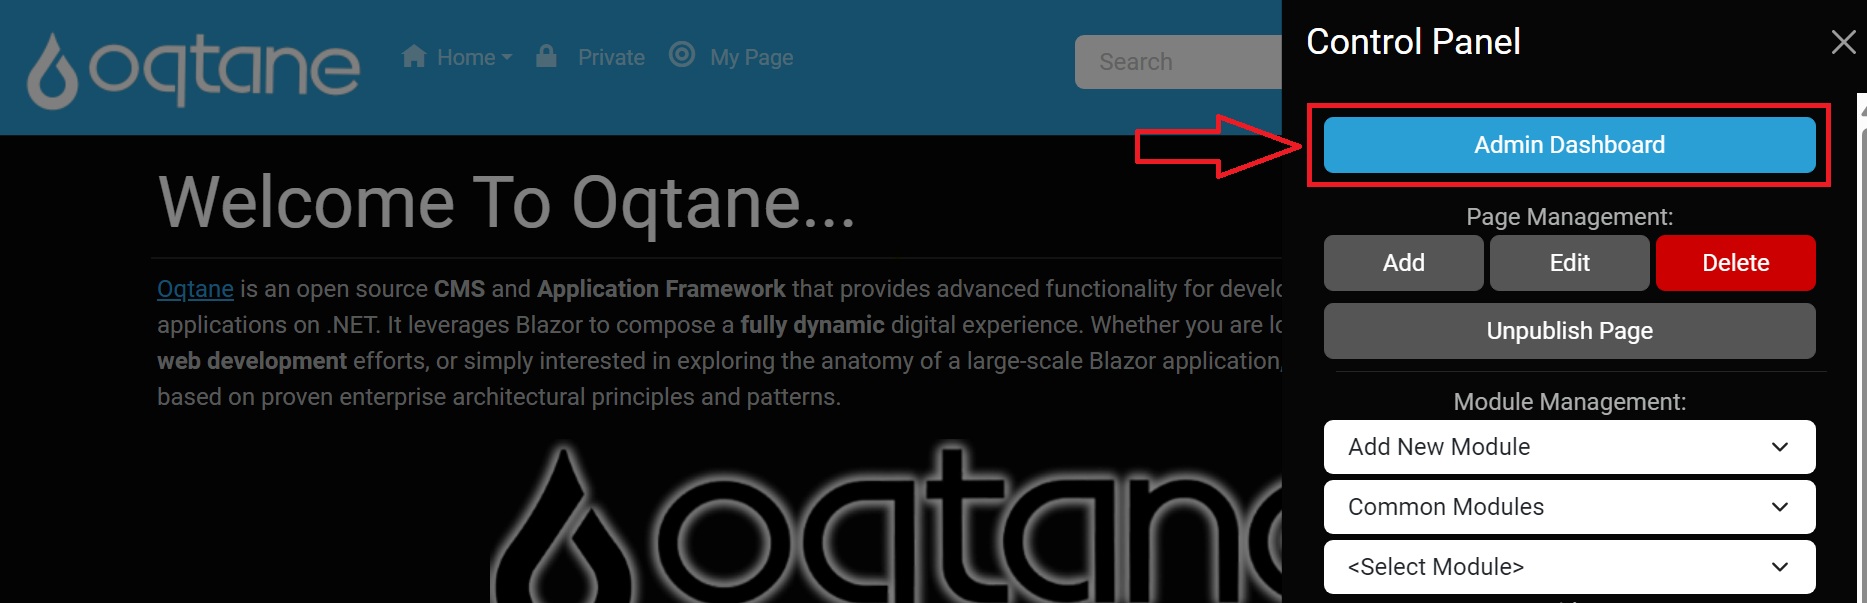 oqtane
Home
Private
My Page
Search
Control Panel
Admin Dashboard
Welcome To Oqtane...
Oqtane is an open source CMS and Application Framework that provides advanced functionality for
applications on .NET. It leverages Blazor to compose a fully dynamic digital experience. Whether you are
web development efforts, or simply interested in exploring the anatomy of a large-scale Blazor application,
based on proven enterprise architectural principles and patterns.
oqtan
Page Management:
Add
Edit
Delete
Unpublish Page
Module Management:
Add New Module
Common Modules
<Select Module>